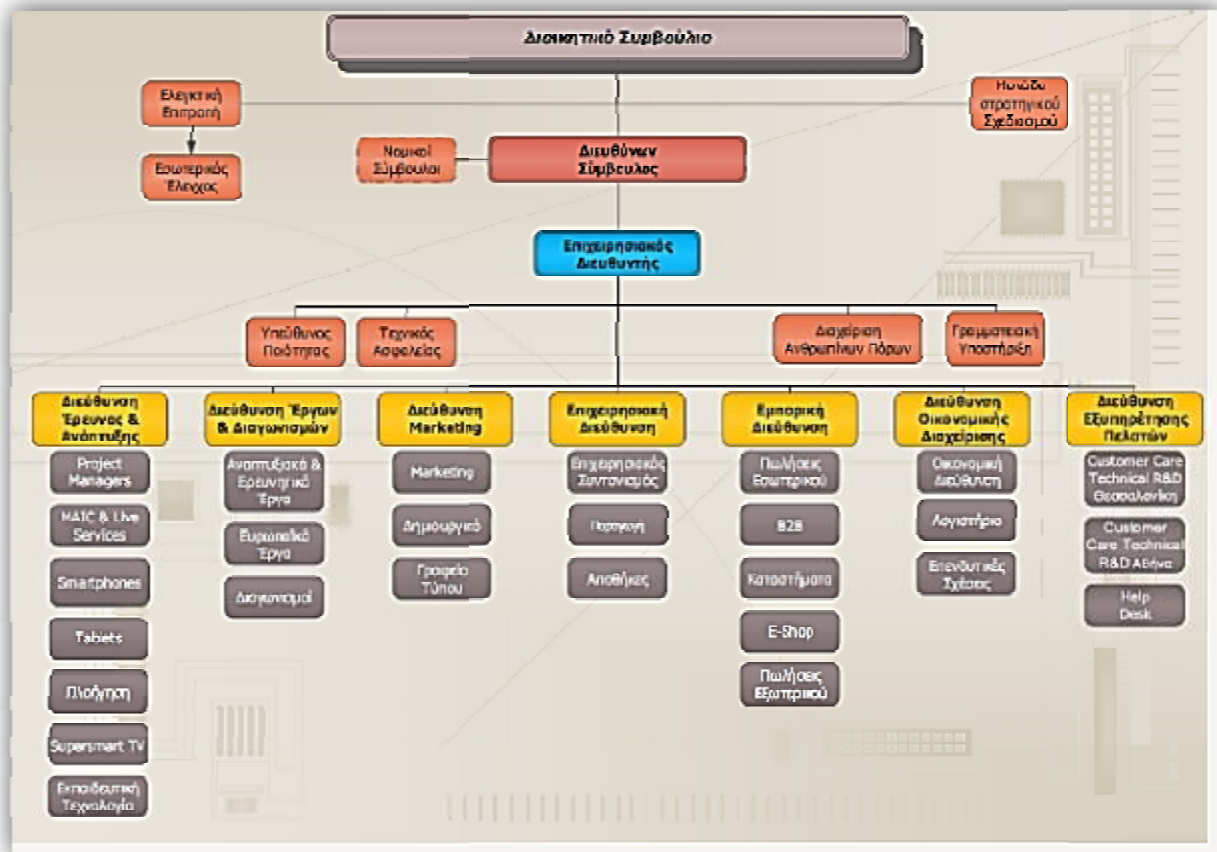 Διοικητικό Συμβούλιο
Ελεγκτική
Επιτροπή
στρατηγικού
Σχεδιασμού
Νομικοί
Σύμβουλοι
Διευθύνων
Σύμβουλος
Εσωτερικός
Έλεγχος
Επιχειρησιακός
Διευθυντής
Υπεύθυνος
Ποιότητας
Τεχνικός
Ασφαλείας
Διαχείριση
Ανθρωπίνων Πόρων
Γραμματειακή
Υποστήριξη
Διεύθυνση
Έρευνας &
Ανάπτυξης
Project
Managers
MAIC & Live
Services
Smartphones
Tablets
Πλοήγηση
Supersmart TV
Εκπαιδευτική
Τεχνολογία
Διεύθυνση Έργων
& Διαγωνισμών
Αναπτυξιακά &
Ερευνητικά
Έργα
Ευρωπαϊκά
Έργα
Διαγωνισμοί
Διεύθυνση
Marketing
Marketing
Δημιουργικό
Γραφείο
Τύπου
Επιχειρησιακή
Διεύθυνση
Επιχειρησιακός
Συντονισμός
Παραγωγή
Αποθήκες
Εμπορική
Διεύθυνση
Πωλήσεις
Εσωτερικού
B2B
Καταστήματα
E-Shop
Πωλήσεις
Εξωτερικού
Διεύθυνση
Οικονομικής
Διαχείρισης
Οικονομική
Διεύθυνση
Λογιστήριο
Επενδυτικές
Σχέσεις
Διεύθυνση
Εξυπηρέτησης
Πελατών
Customer Care
Technical R&D
Θεσσαλονίκη
Customer
Care Technical
R&D Αθήνα
Help
Desk